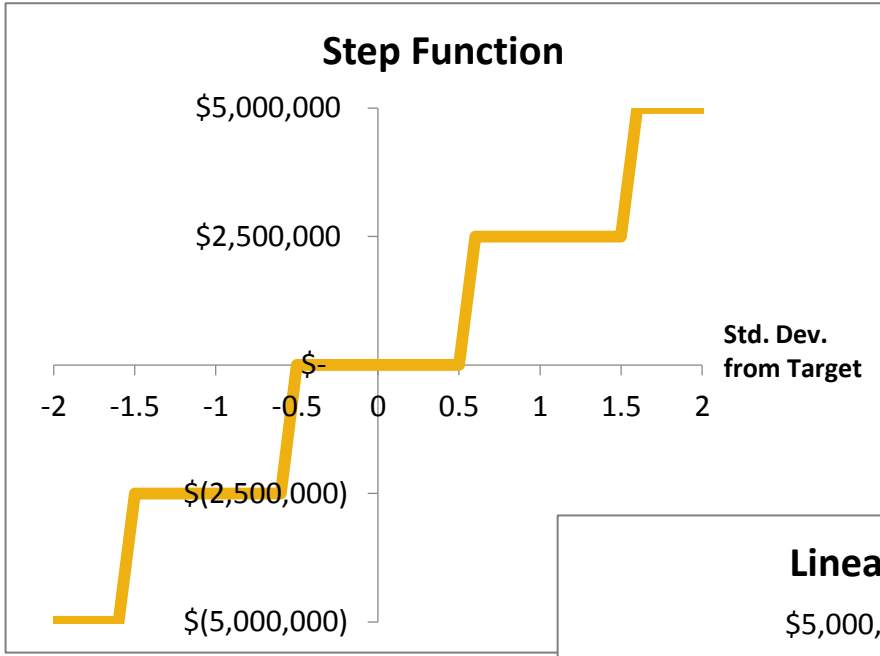 Step Function
$5,000,000
$2,500,000
Std. Dev.
from Target
$-
-2 -1.5 -1 -0.5 0 0.5 1 1.5 2
$(2,500,000)
$(5,000,000)
Linea
$5,000,